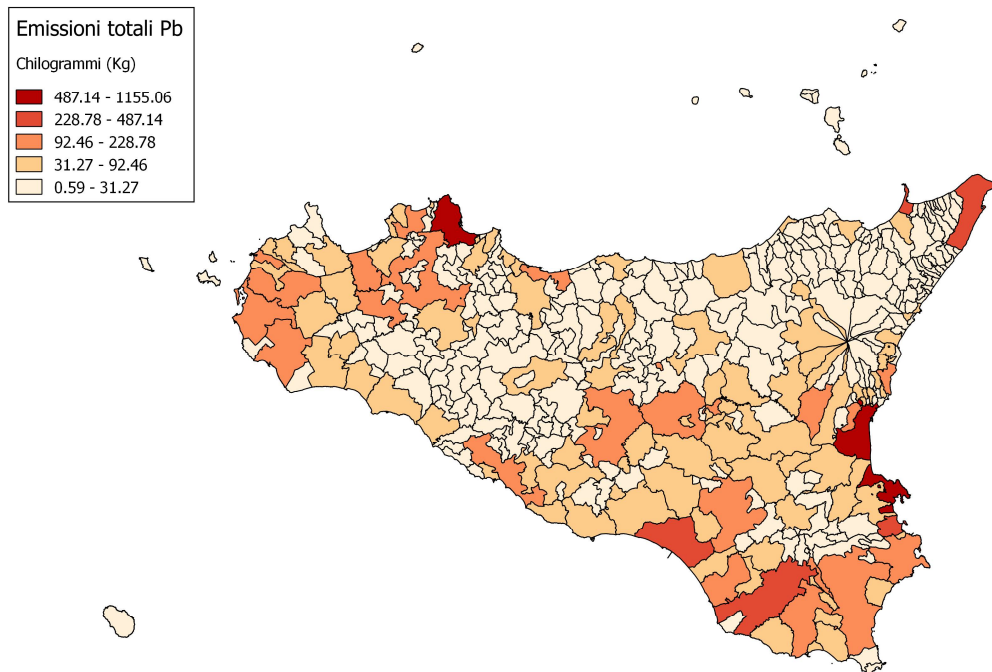 Emissioni totali Pb
Chilogrammi (Kg)
487.14 - 1155.06
228.78 - 487.14
92.46 - 228.78
31.27 - 92.46
0.59 - 31.27